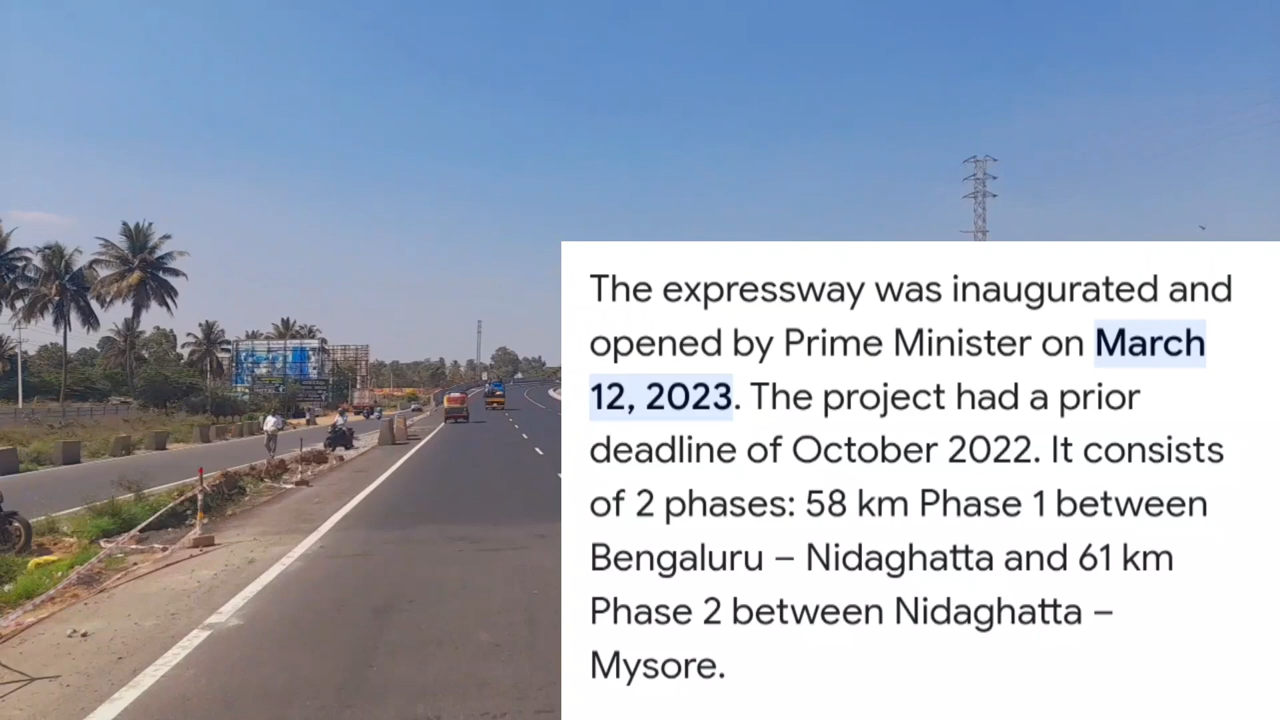 The expressway was inaugurated and
opened by Prime Minister on March
12, 2023. The project had a prior
deadline of October 2022. It consists
of 2 phases: 58 km Phase 1 between
Bengaluru – Nidaghatta and 61 km
Phase 2 between Nidaghatta –
Mysore.